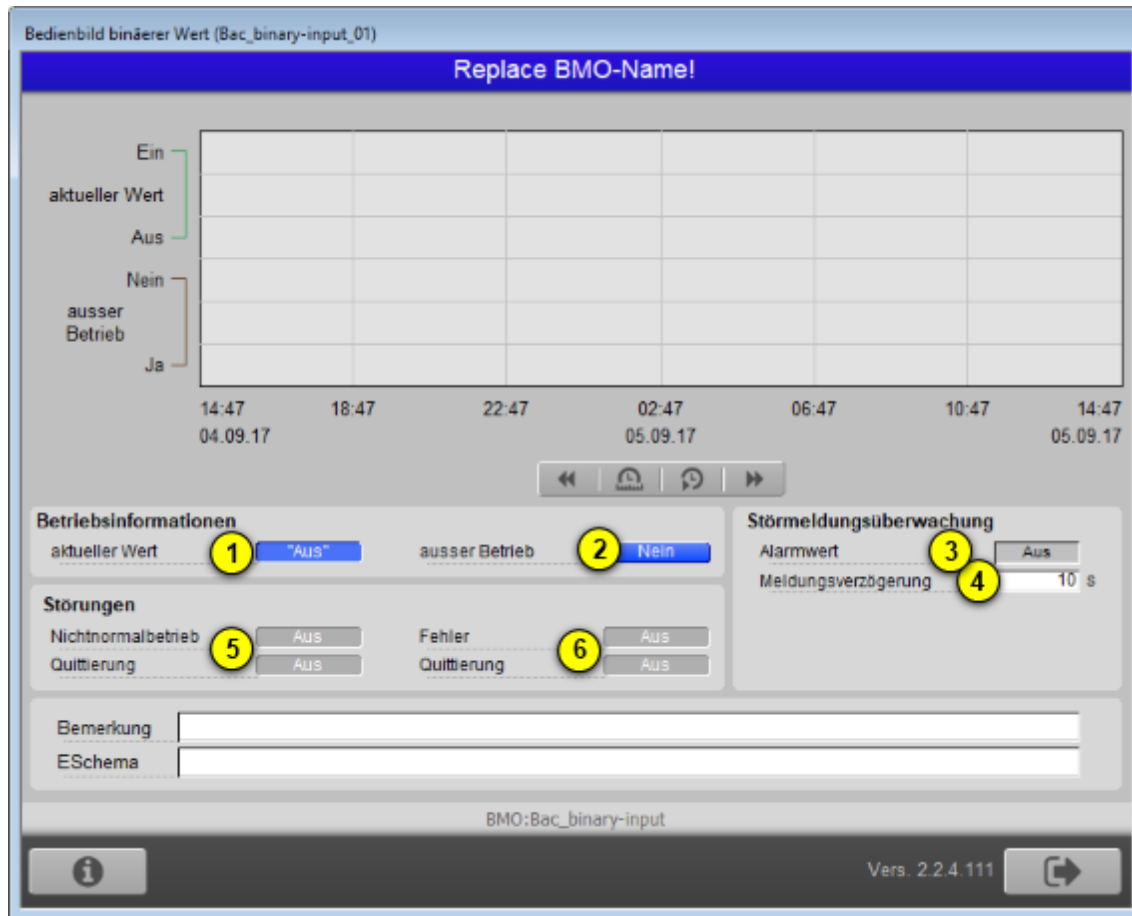 Bedienbild binäerer Wert (Bac_binary-input_01)
Replace BMO-Name!
Ein
aktueller Wert
Aus
Nein
ausser
Betrieb
Ja
14:47 18:47 22:47 02:47 06:47 10:47 14:47
04.09.17 05.09.17 05.09.17
Betriebsinformationen
aktueller Wert 1 "Aus" ausser Betrieb 2 Nein
Störmeldungsüberwachung
Alarmwert 3 Aus
Meldungsverzögerung 4 10 s
Störungen
Nichtnormalbetrieb Aus Fehler Aus
5 6
Quittierung Aus Quittierung Aus
Bemerkung
ESchema
BMO:Bac_binary-input
Vers. 2.2.4.111